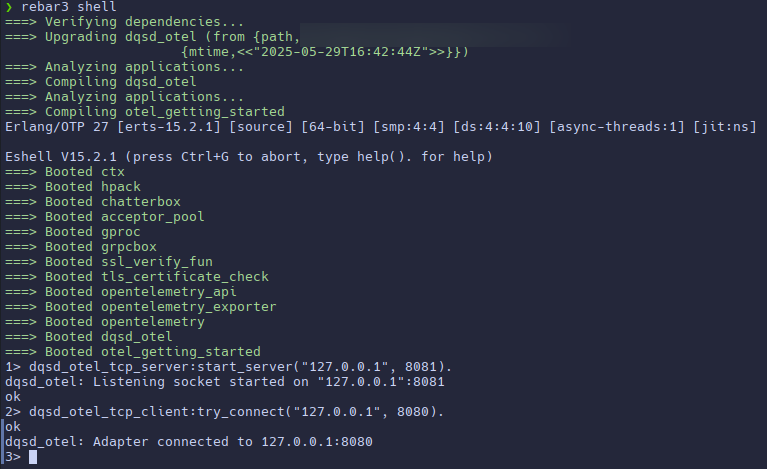 ❯ rebar3 shell
===> Verifying dependencies...
===> Upgrading dqsd_otel (from {path,
{mtime,<<"2025-05-29T16:42:44Z">>}})
===> Analyzing applications...
===> Compiling dqsd_otel
===> Analyzing applications...
===> Compiling otel_getting_started
Erlang/OTP 27 [erts-15.2.1] [source] [64-bit] [smp:4:4] [ds:4:4:10] [async-threads:1] [jit:ns]
Eshell V15.2.1 (press Ctrl+G to abort, type help(). for help)
===> Booted ctx
===> Booted hpack
===> Booted chatterbox
===> Booted acceptor_pool
===> Booted gproc
===> Booted grpcbox
===> Booted ssl_verify_fun
===> Booted tls_certificate_check
===> Booted opentelemetry_api
===> Booted opentelemetry_exporter
===> Booted opentelemetry
===> Booted dqsd_otel
===> Booted otel_getting_started
1> dqsd_otel_tcp_server:start_server("127.0.0.1", 8081).
dqsd_otel: Listening socket started on "127.0.0.1":8081
ok
2> dqsd_otel_tcp_client:try_connect("127.0.0.1", 8080).
ok
dqsd_otel: Adapter connected to 127.0.0.1:8080
3>